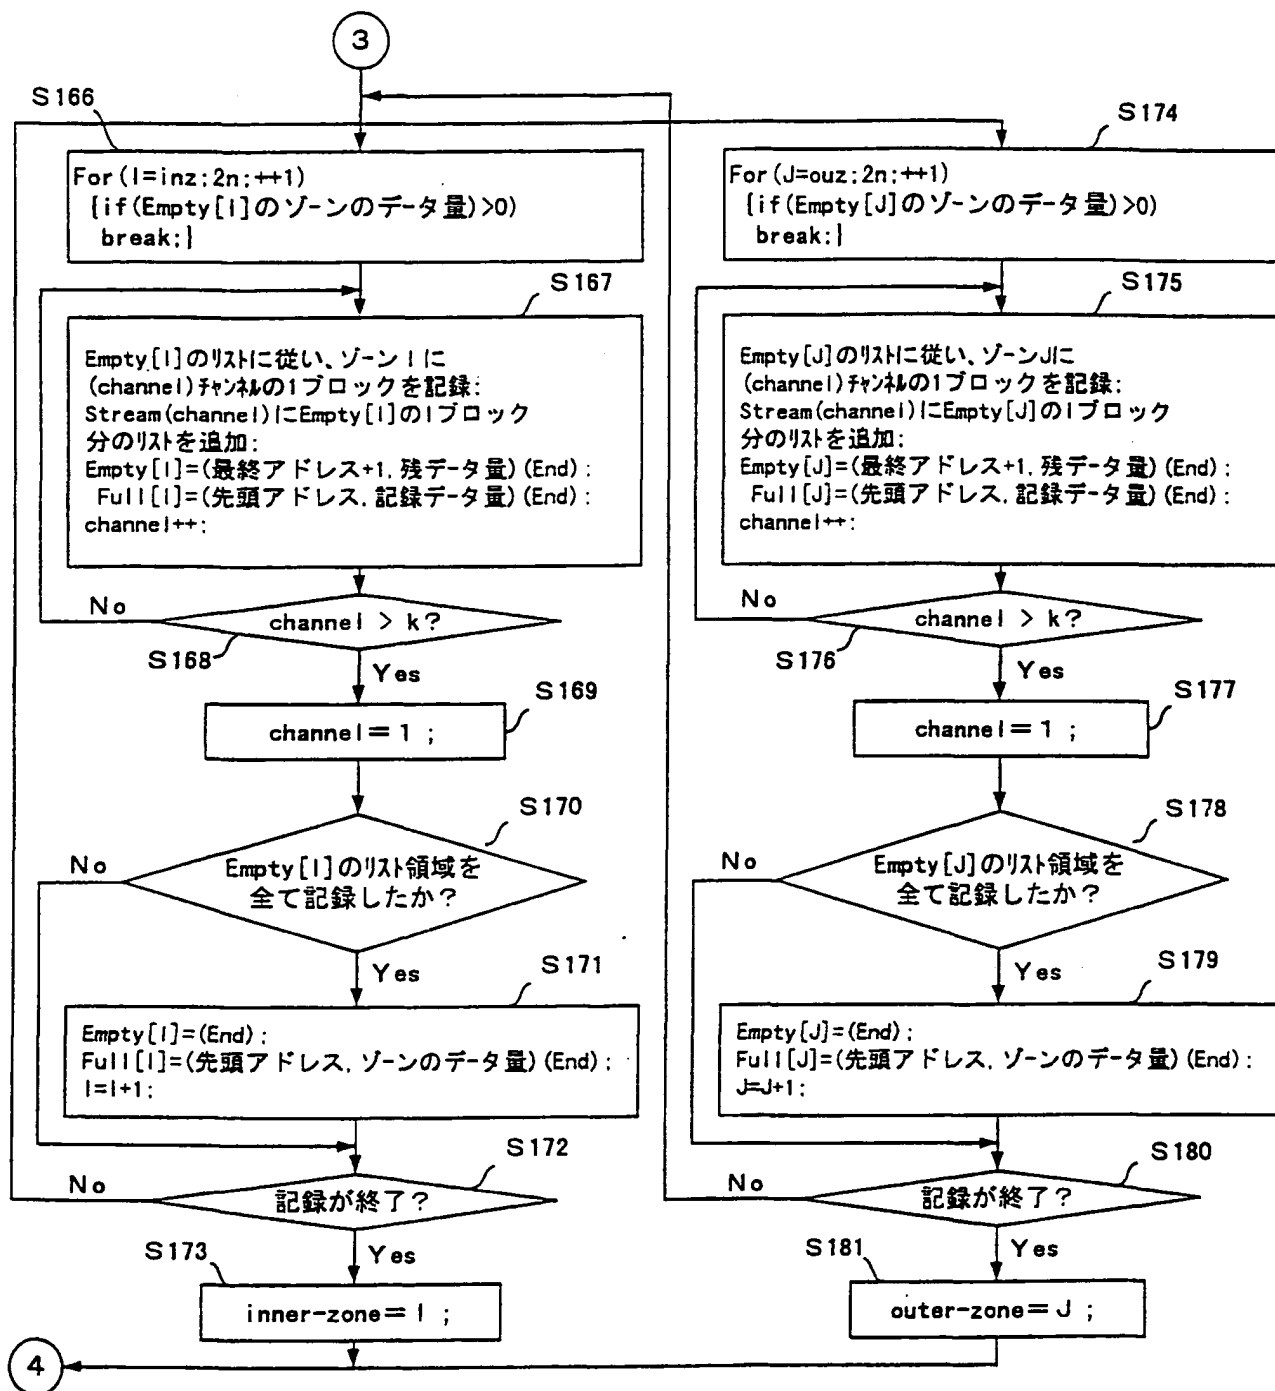 3
S166
For(I=inz;2n;++1)
{if(Empty[I]のゾーンのデータ量)>0)
break;}
S167
Empty[I]のリストに従い、ゾーンIに
(channel)チャンネルの1ブロックを記録;
Stream(channel)にEmpty[I]の1ブロック
分のリストを追加;
Empty[I]=(最終アドレス+1,残データ量)(End);
Full[I]=(先頭アドレス,記録データ量)(End);
channel++;
No
channel > k?
S168
Yes
S169
channel=1 ;
S170
No
Empty[I]のリスト領域を
全て記録したか?
Yes
S171
Empty[I]=(End);
Full[I]=(先頭アドレス,ゾーンのデータ量)(End);
I=I+1;
S172
No
記録が終了?
S173
Yes
inner-zone=I ;
4
S174
For(J=ouz;2n;++1)
{if(Empty[J]のゾーンのデータ量)>0)
break;}
S175
Empty[J]のリストに従い、ゾーンJに
(channel)チャンネルの1ブロックを記録;
Stream(channel)にEmpty[J]の1ブロック
分のリストを追加;
Empty[J]=(最終アドレス+1,残データ量)(End);
Full[J]=(先頭アドレス,記録データ量)(End);
channel++;
No
channel > k?
S176
Yes
S177
channel=1 ;
S178
No
Empty[J]のリスト領域を
全て記録したか?
Yes
S179
Empty[J]=(End);
Full[J]=(先頭アドレス,ゾーンのデータ量)(End);
J=J+1;
S180
No
記録が終了?
S181
Yes
outer-zone=J ;